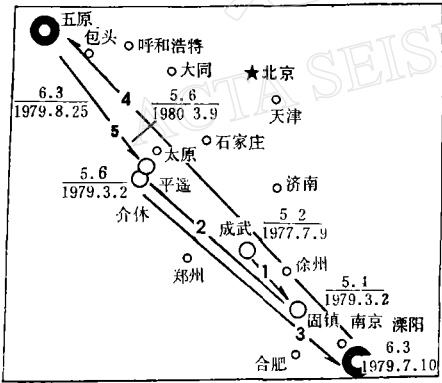 五原
包头
呼和浩特
大同
北京
天津
6.3
1979.8.25
4
5.6
1980 3.9
5
石家庄
太原
平遥
5.6
1979.3.2
介休
济南
2
成武
5 2
1977.7.9
1
郑州
徐州
5.1
1979.3.2
3
固镇
南京
溧阳
合肥
6.3
1979.7.10
ACTA SEIS